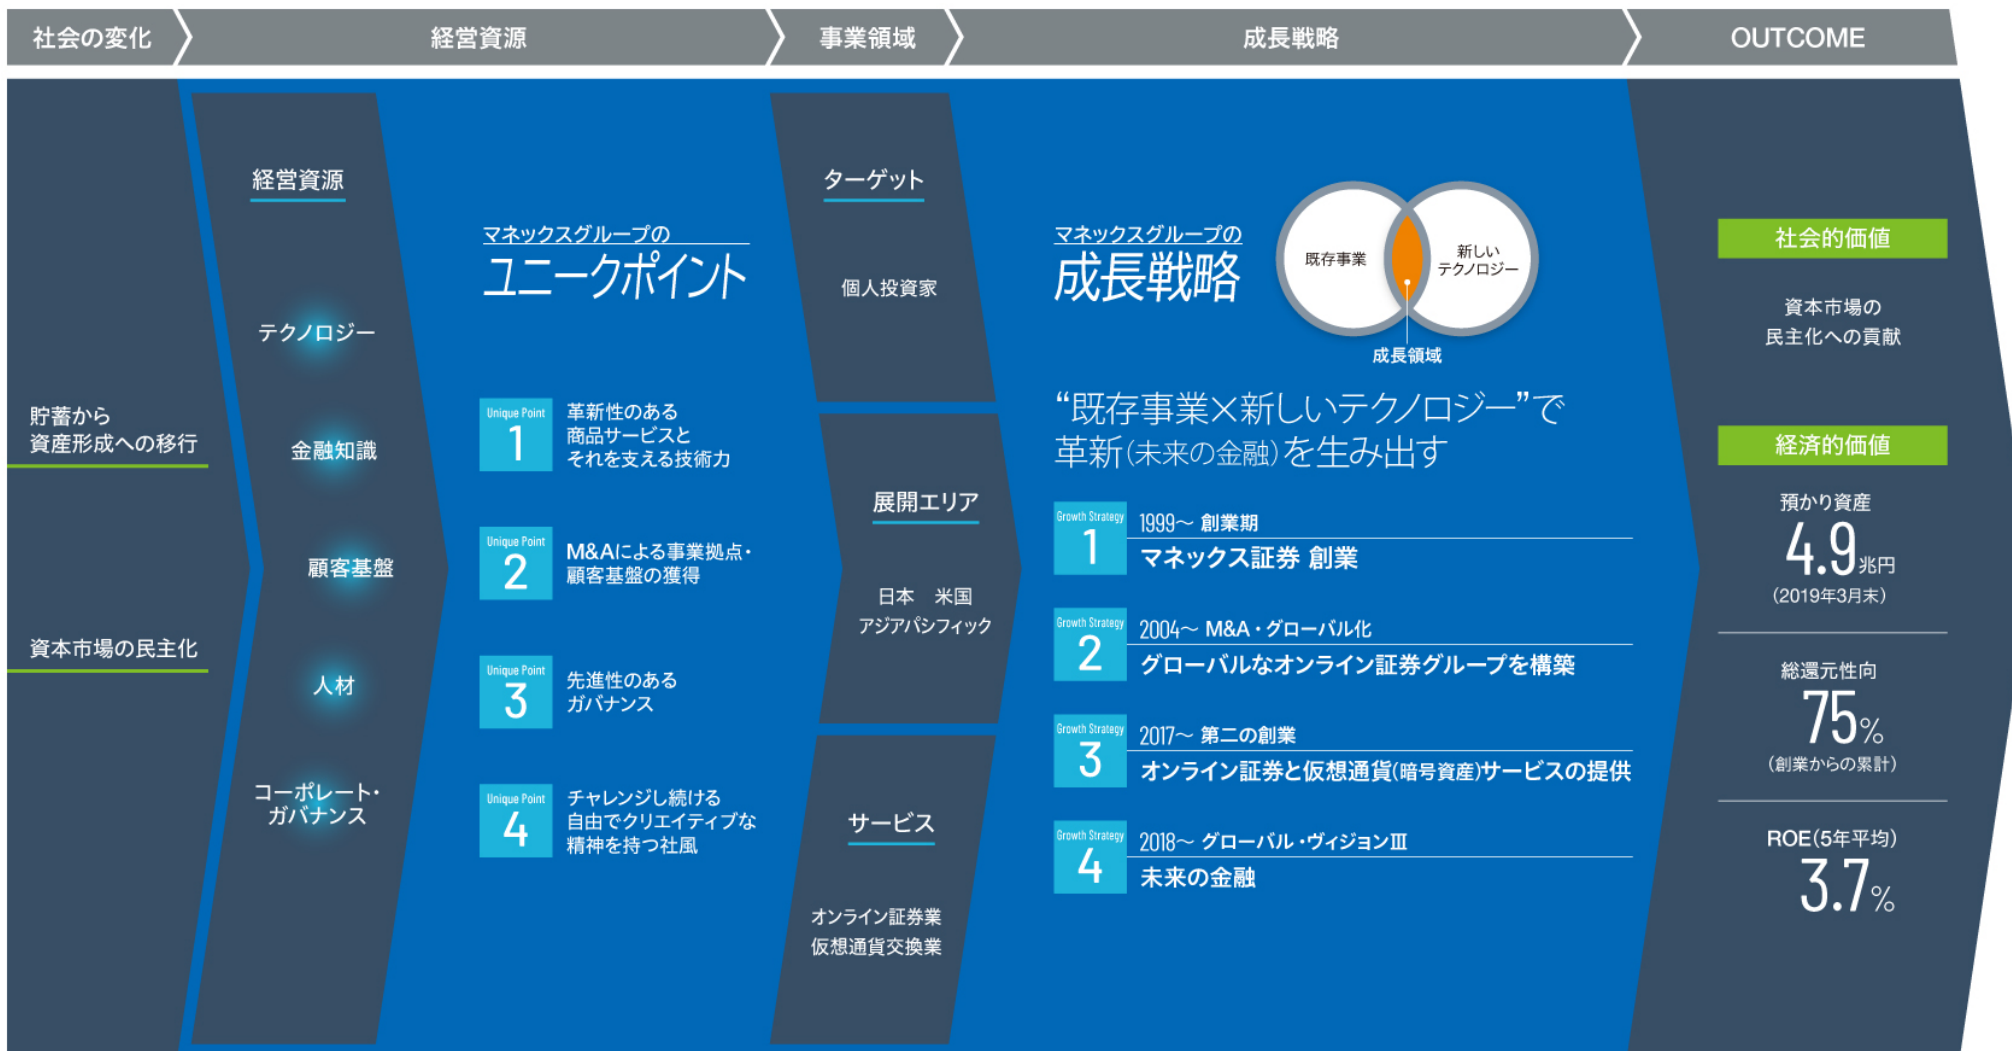 社会の変化
経営資源
事業領域
成長戦略
OUTCOME
貯蓄から
資産形成への移行
資本市場の民主化
経営資源
テクノロジー
金融知識
顧客基盤
人材
コーポレート・
ガバナンス
マネックスグループの
ユニークポイント
Unique Point
1
革新性のある
商品サービスと
それを支える技術力
Unique Point
2
M&Aによる事業拠点・
顧客基盤の獲得
Unique Point
3
先進性のある
ガバナンス
Unique Point
4
チャレンジし続ける
自由でクリエイティブな
精神を持つ社風
ターゲット
個人投資家
展開エリア
日本 米国
アジアパシフィック
サービス
オンライン証券業
仮想通貨交換業
マネックスグループの
成長戦略
既存事業
新しい
テクノロジー
成長領域
“既存事業×新しいテクノロジー”で
革新(未来の金融)を生み出す
Growth Strategy
1
1999～ 創業期
マネックス証券 創業
Growth Strategy
2
2004～ M&A・グローバル化
グローバルなオンライン証券グループを構築
Growth Strategy
3
2017～ 第二の創業
オンライン証券と仮想通貨(暗号資産)サービスの提供
Growth Strategy
4
2018～ グローバル・ヴィジョンⅢ
未来の金融
社会的価値
資本市場の
民主化への貢献
経済的価値
預かり資産
4.9兆円
(2019年3月末)
総還元性向
75%
(創業からの累計)
ROE(5年平均)
3.7%